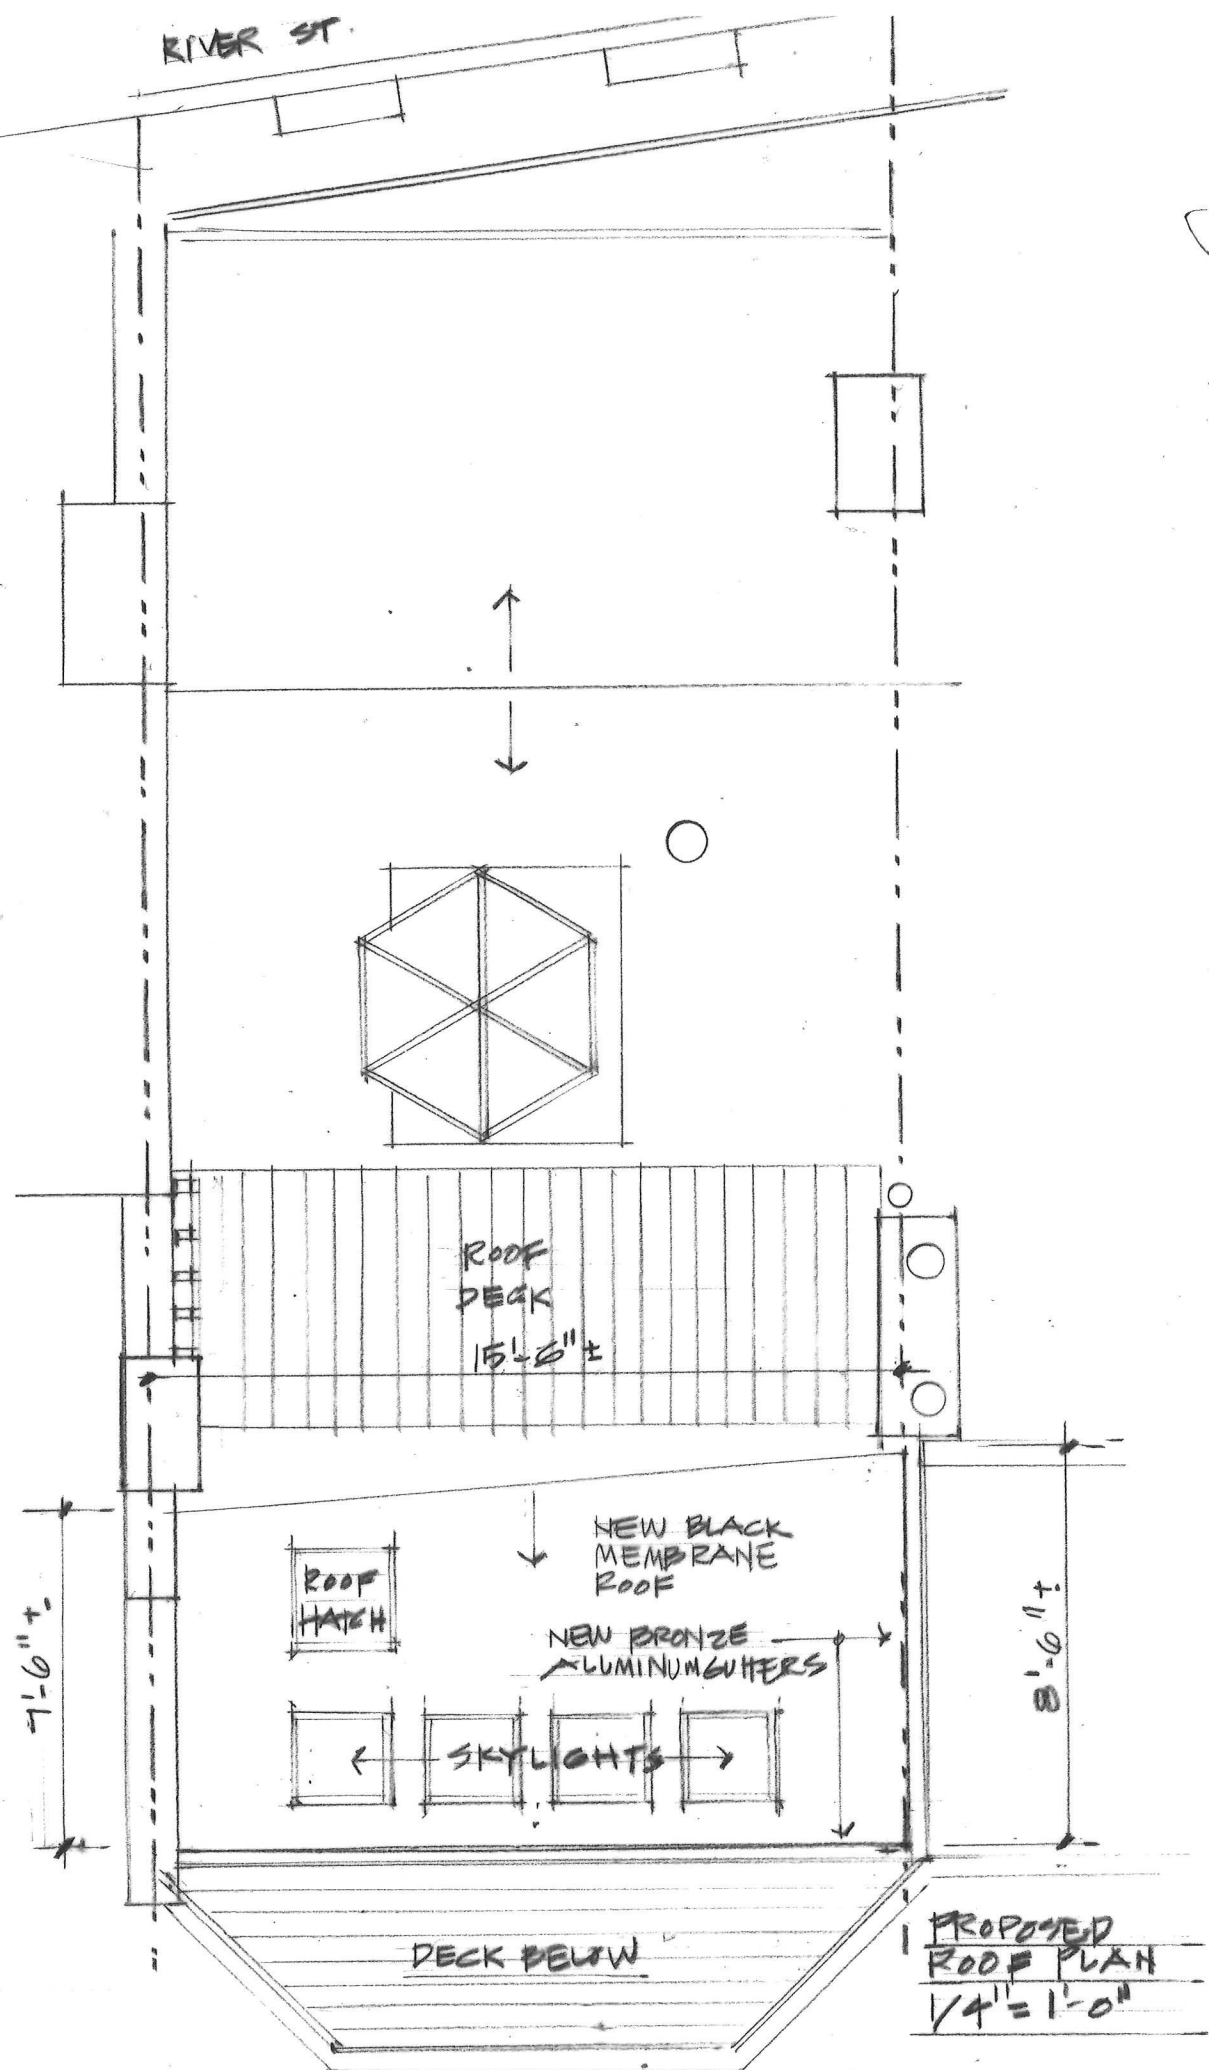 RIVER ST.
ROOF
DECK
15'-6"±
NEW BLACK
MEMBRANE
ROOF
ROOF
HATCH
NEW BRONZE
ALUMINUM GUTTERS
7'-6"±
8'-6"±
SKYLIGHTS
DECK BELOW
PROPOSED
ROOF PLAN
1/4"=1'-0"